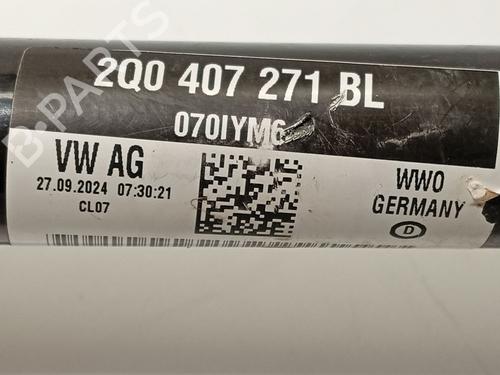 2Q0 407 271 BL
070IYM6
VW AG
27.09.2024 07:30:21
CL07
WWO
GERMANY
D
B-PARTS